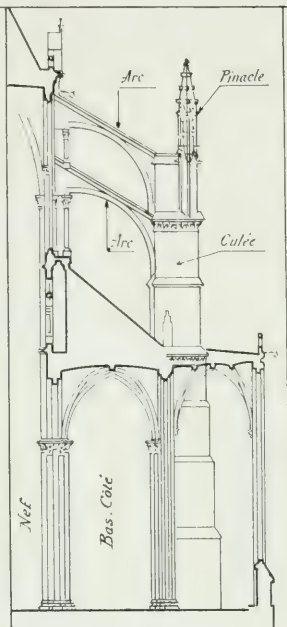 Arc
Pinacle
Arc
Culée
Nef
Bas. Côté